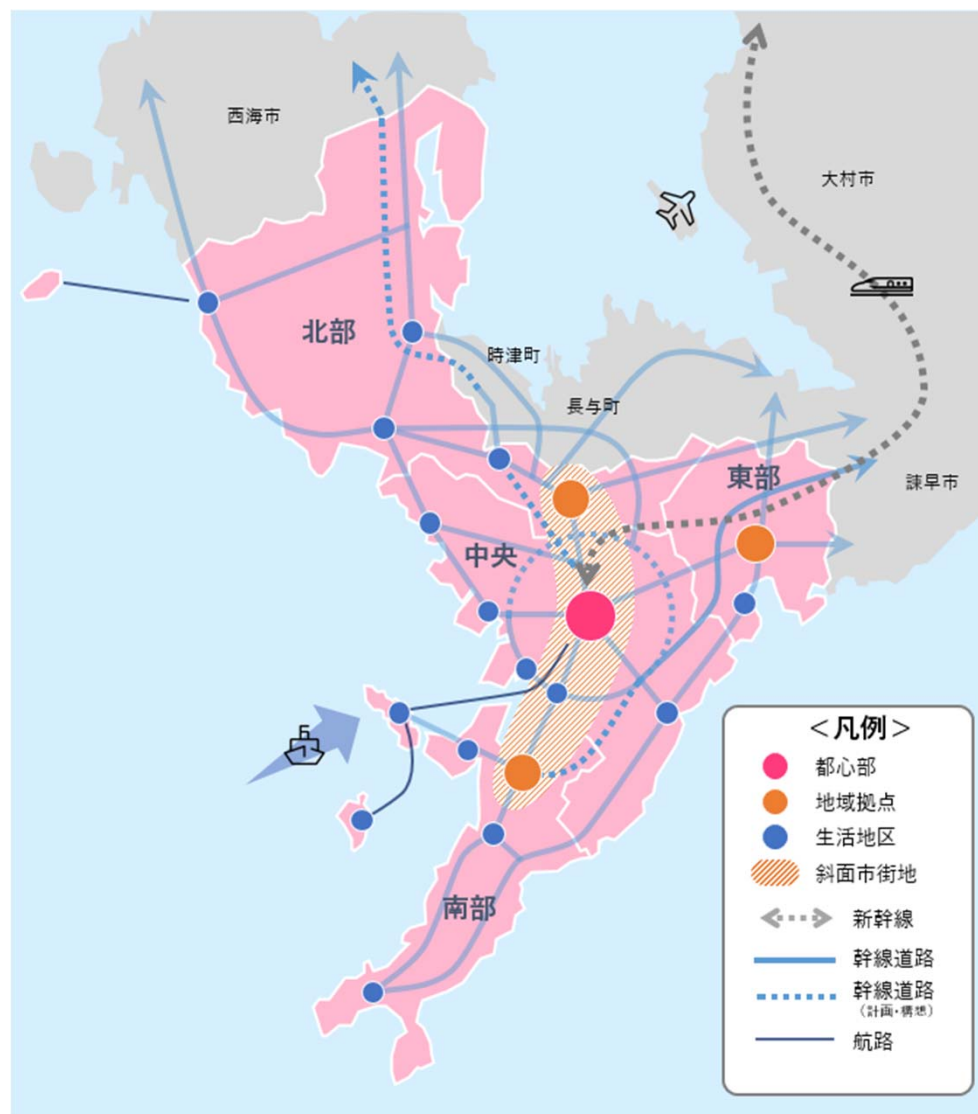 西海市
大村市
北部
時津町
長与町
東部
諫早市
中央
南部
＜凡例＞
都心部
地域拠点
生活地区
斜面市街地
新幹線
幹線道路
幹線道路
（計画・構想）
航路